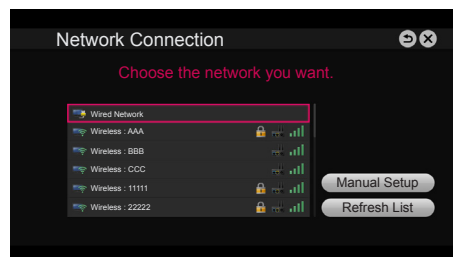 Network Connection
Choose the network you want.
Wired Network
Wireless : AAA
Wireless : BBB
Wireless : CCC
Wireless : 11111
Wireless : 22222
Manual Setup
Refresh List